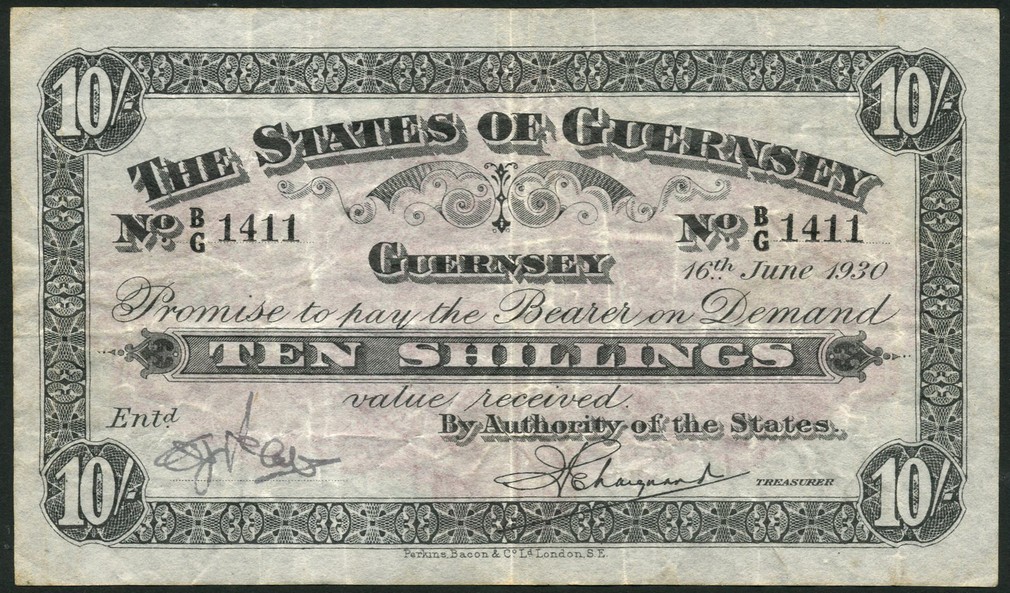 10/- 10/-
THE STATES OF GUERNSEY
No B/G 1411 No B/G 1411
GUERNSEY
16th June 1930
Promise to pay the Bearer on Demand
TEN SHILLINGS
value received.
Entd By Authority of the States.
TREASURER
10/- 10/-
Perkins, Bacon & Co Ld London, S.E.